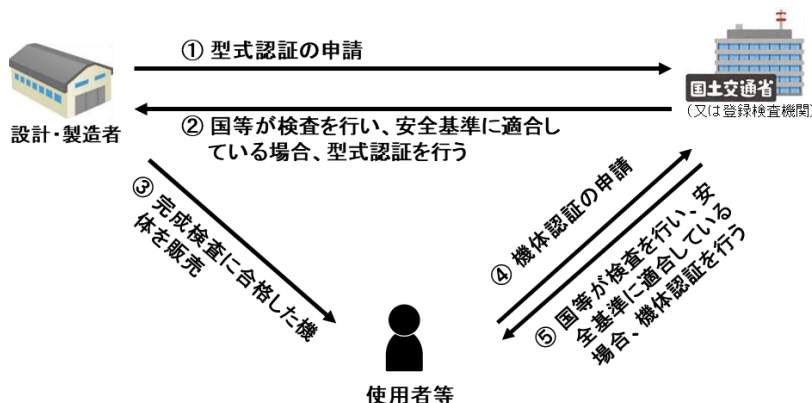 ① 型式認証の申請
国土交通省
(又は登録検査機関)
設計・製造者
② 国等が検査を行い、安全基準に適合し
ている場合、型式認証を行う
③ 完成検査に合格した機
体を販売
④ 機体認証の申請
⑤ 国等が検査を行い、安
全基準に適合している
場合、機体認証を行う
使用者等